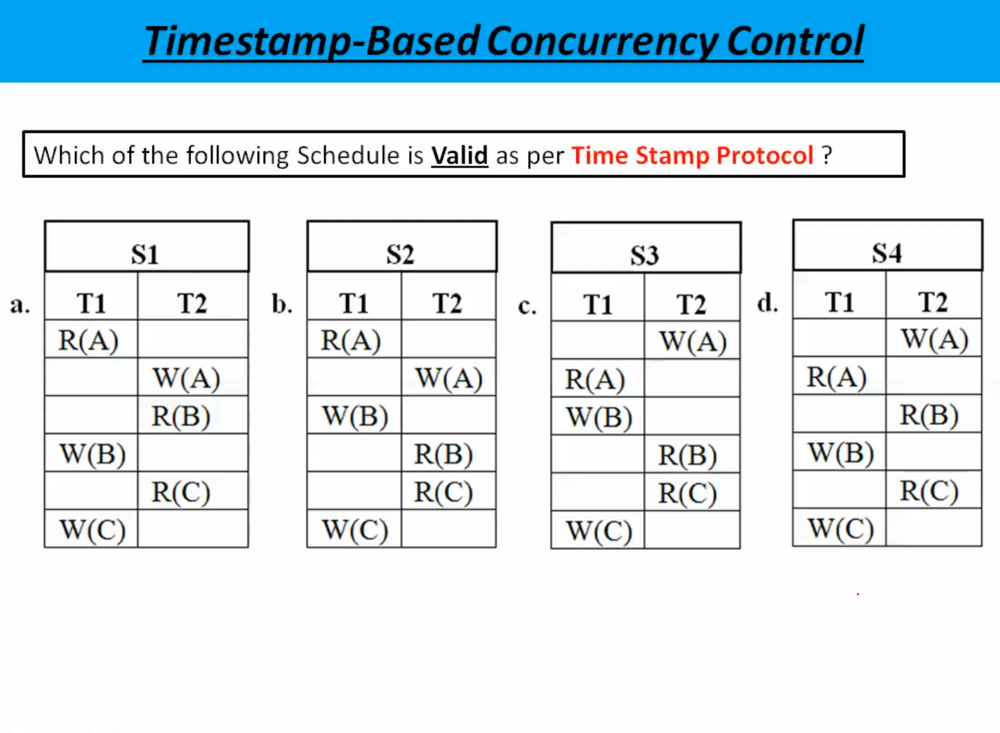 Timestamp-Based Concurrency Control
Which of the following Schedule is Valid as per Time Stamp Protocol ?
a.
S1
T1 T2
R(A)
W(A)
R(B)
W(B)
R(C)
W(C)
b.
S2
T1 T2
R(A)
W(A)
W(B)
R(B)
R(C)
W(C)
c.
S3
T1 T2
W(A)
R(A)
W(B)
R(B)
R(C)
W(C)
d.
S4
T1 T2
W(A)
R(A)
R(B)
W(B)
R(C)
W(C)